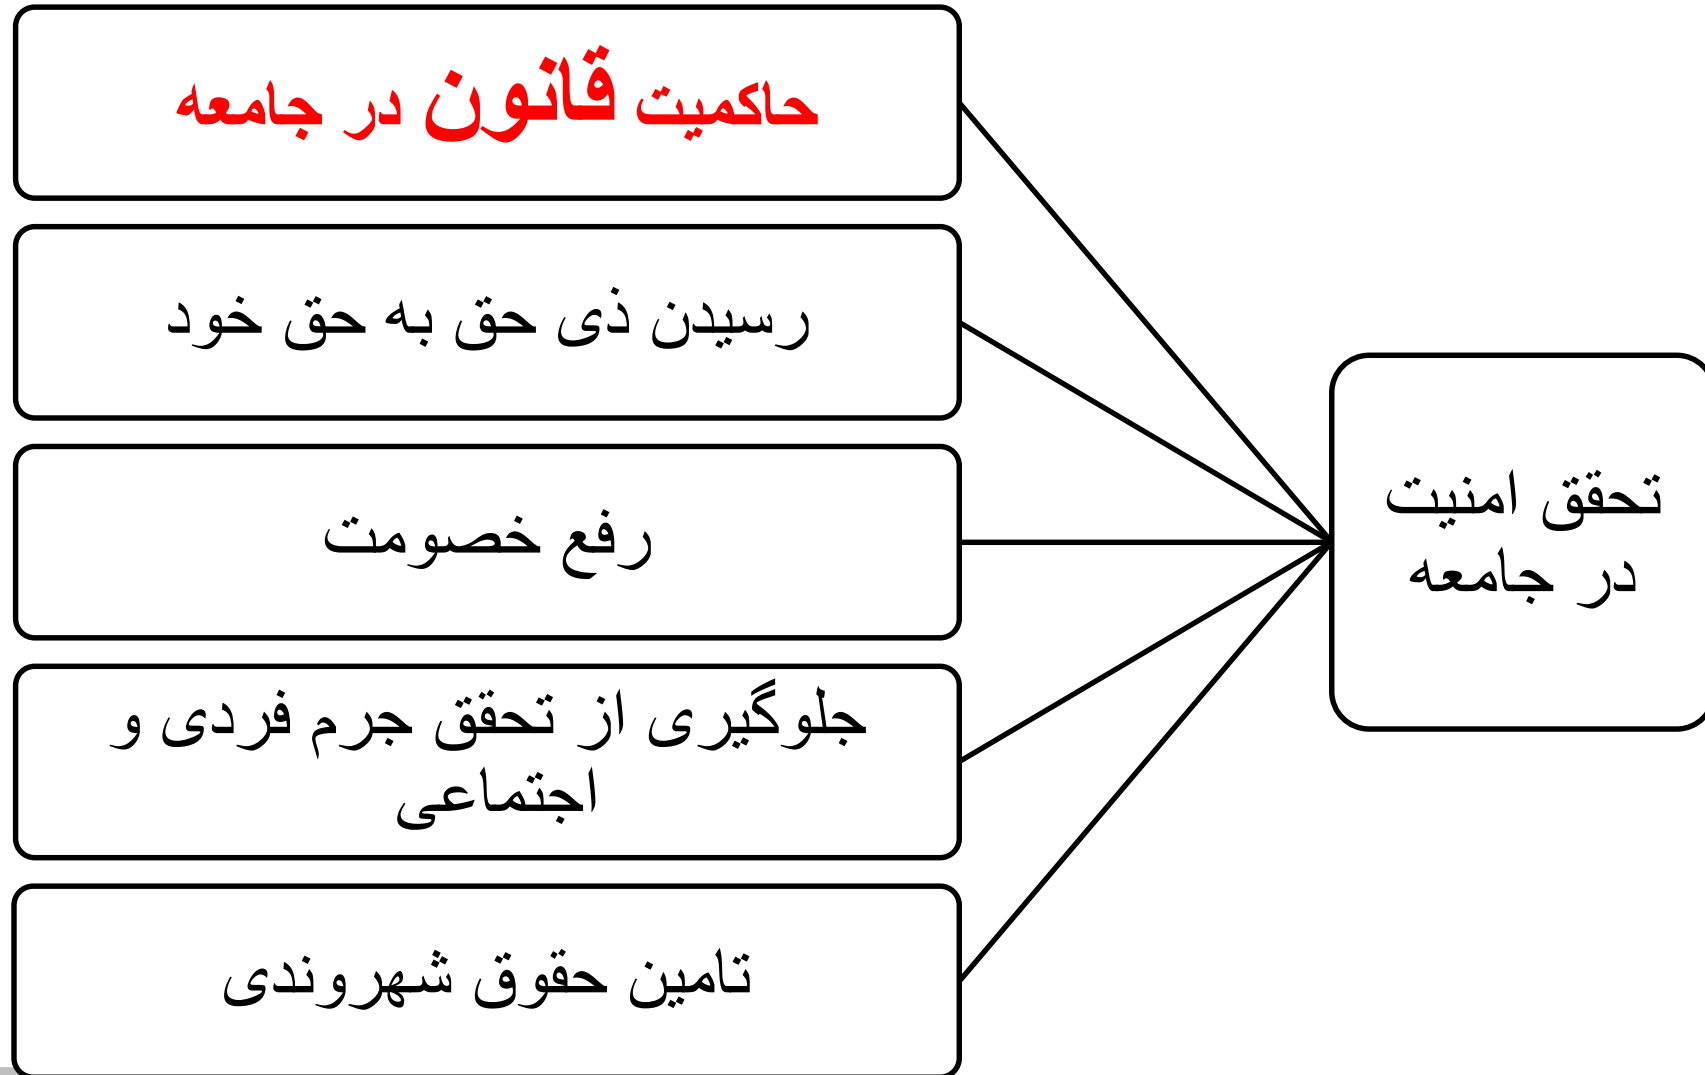 تحقق امنیت
در جامعه
حاکمیت قانون در جامعه
رسیدن ذی حق به حق خود
رفع خصومت
جلوگیری از تحقق جرم فردی و
اجتماعی
تامین حقوق شهروندی